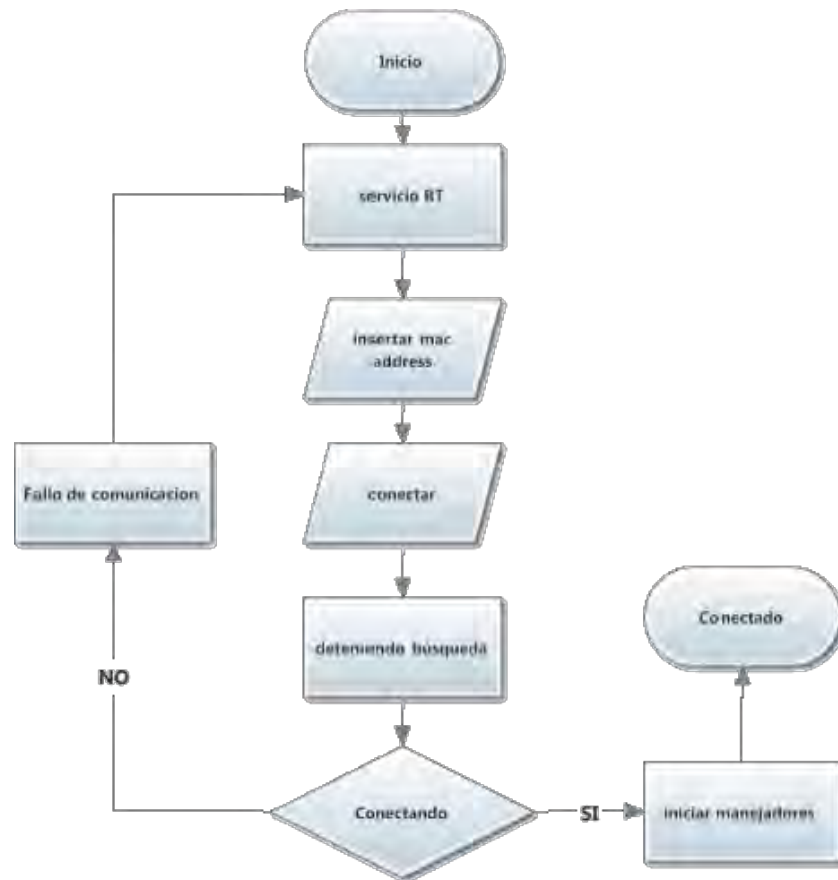 Inicio
servicio BT
insertar mac
address
conectar
Fallo de comunicacion
deteniendo búsqueda
Conectado
NO
Conectando
SI
iniciar manejadores